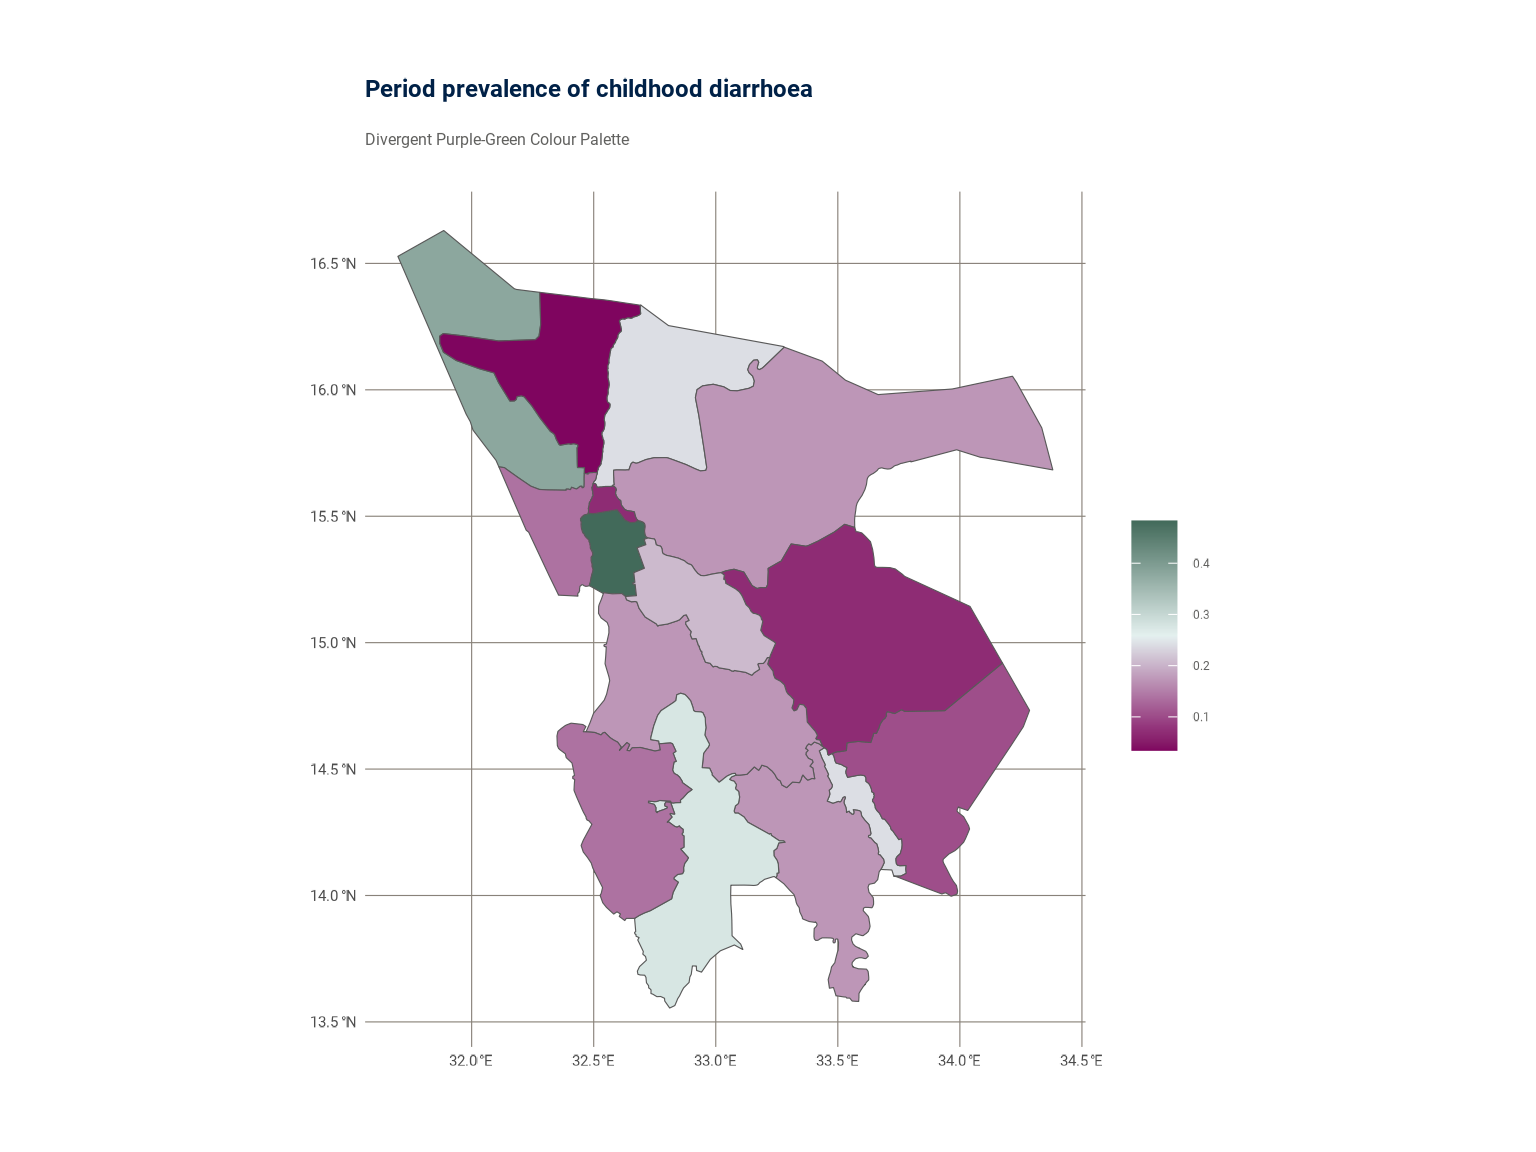 Period prevalence of childhood diarrhoea
Divergent Purple-Green Colour Palette
16.5°N
16.0°N
15.5°N
15.0°N
14.5°N
14.0°N
13.5°N
32.0°E
32.5°E
33.0°E
33.5°E
34.0°E
34.5°E
0.4
0.3
0.2
0.1